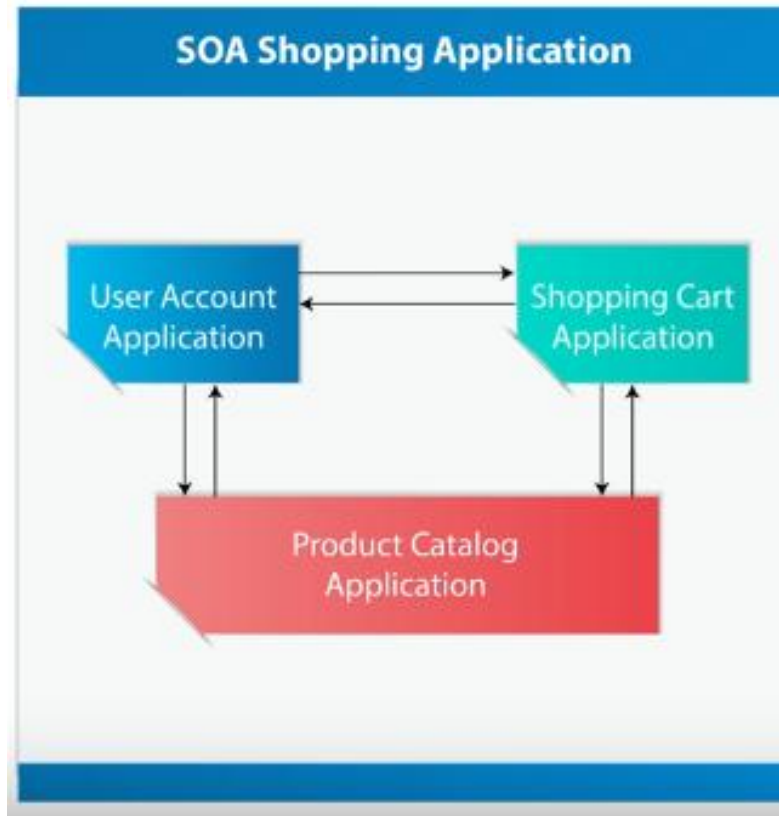 SOA Shopping Application
User Account
Application
Shopping Cart
Application
Product Catalog
Application